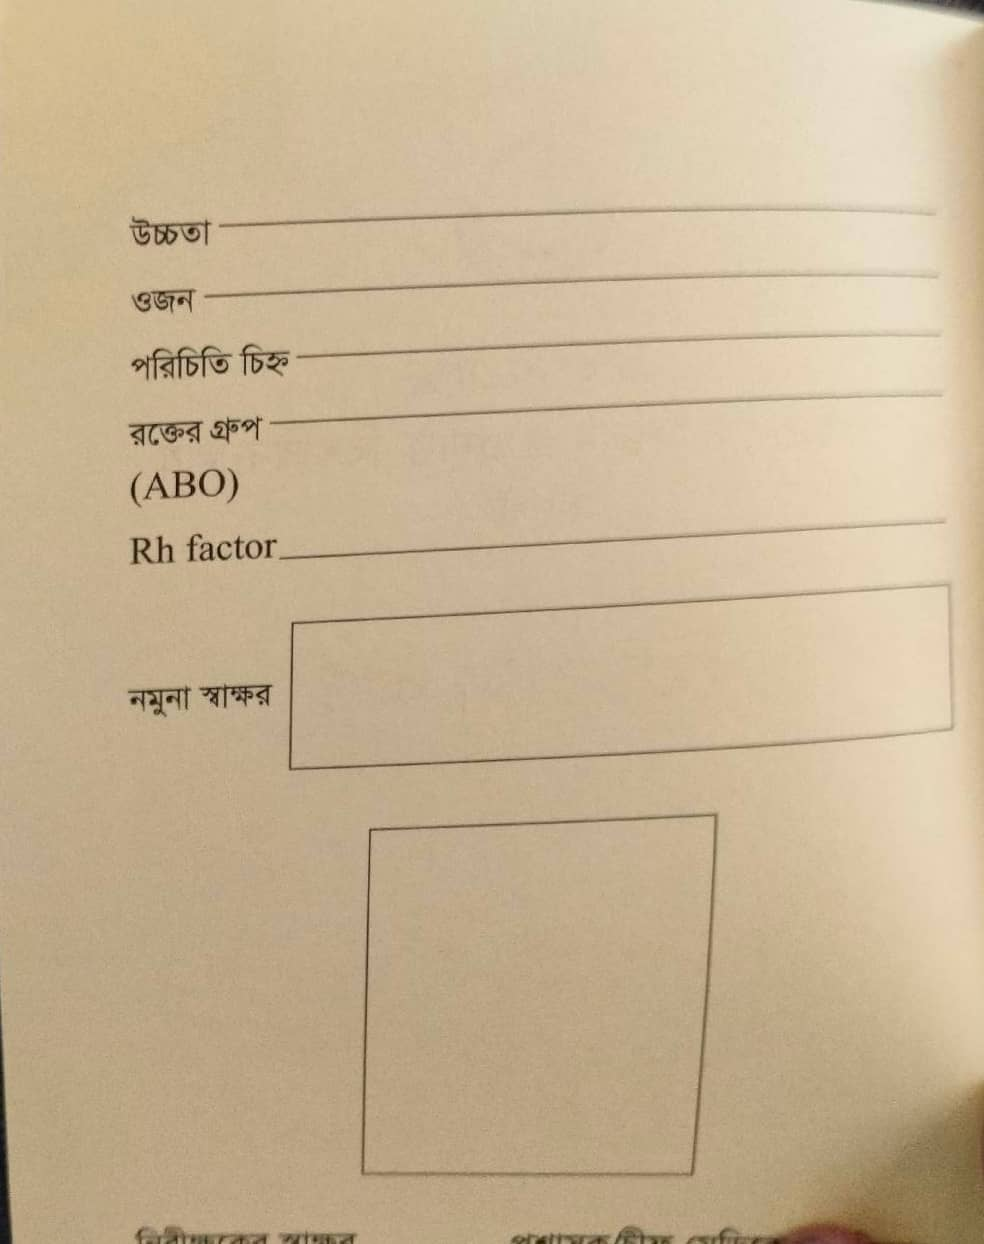 উচ্চতা
ওজন
পরিচিতি চিহ্ন
রক্তের গ্রুপ
(ABO)
Rh factor
নমুনা স্বাক্ষর